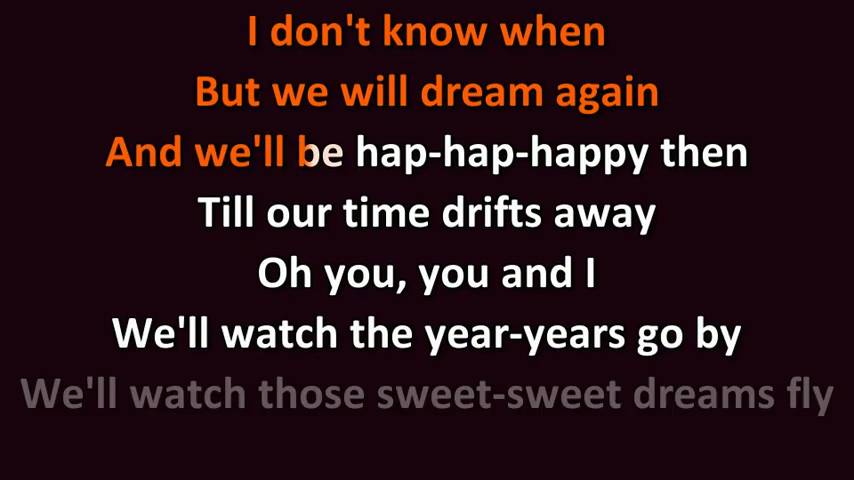 I don't know when
But we will dream again
And we'll be hap-hap-happy then
Till our time drifts away
Oh you, you and I
We'll watch the year-years go by
We'll watch those sweet-sweet dreams fly